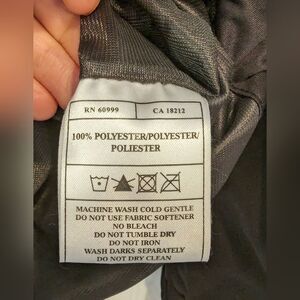 RN 60999 CA 18212
100% POLYESTER/POLYESTER/
POLIESTER
MACHINE WASH COLD GENTLE
DO NOT USE FABRIC SOFTENER
NO BLEACH
DO NOT TUMBLE DRY
DO NOT IRON
WASH DARKS SEPARATELY
DO NOT DRY CLEAN